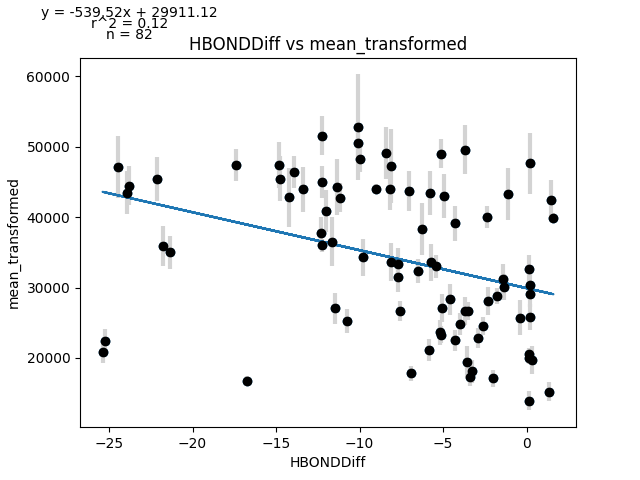 y = -539.52x + 29911.12
r^2 = 0.12
n = 82
HBONDDiff vs mean_transformed
60000
50000
40000
30000
20000
mean_transformed
−25
−20
−15
−10
−5
0
HBONDDiff